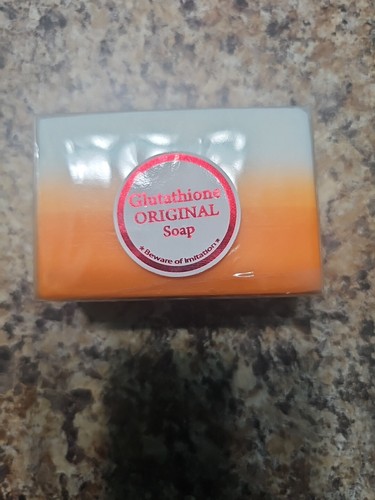 Glutathione
ORIGINAL
Soap
* Beware of imitation *